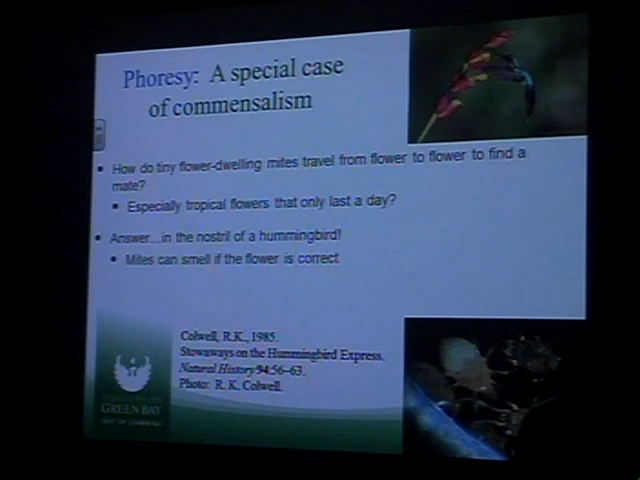 Phoresy: A special case
of commensalism
• How do tiny flower-dwelling mites travel from flower to flower to find a
mate?
• Especially tropical flowers that only last a day?
• Answer...in the nostril of a hummingbird!
• Mites can smell if the flower is correct
Colwell, R.K., 1985.
Stowaways on the Hummingbird Express.
Natural History 94:56–63.
Photo: R. K. Colwell.
GREEN BAY
OF LEARNING